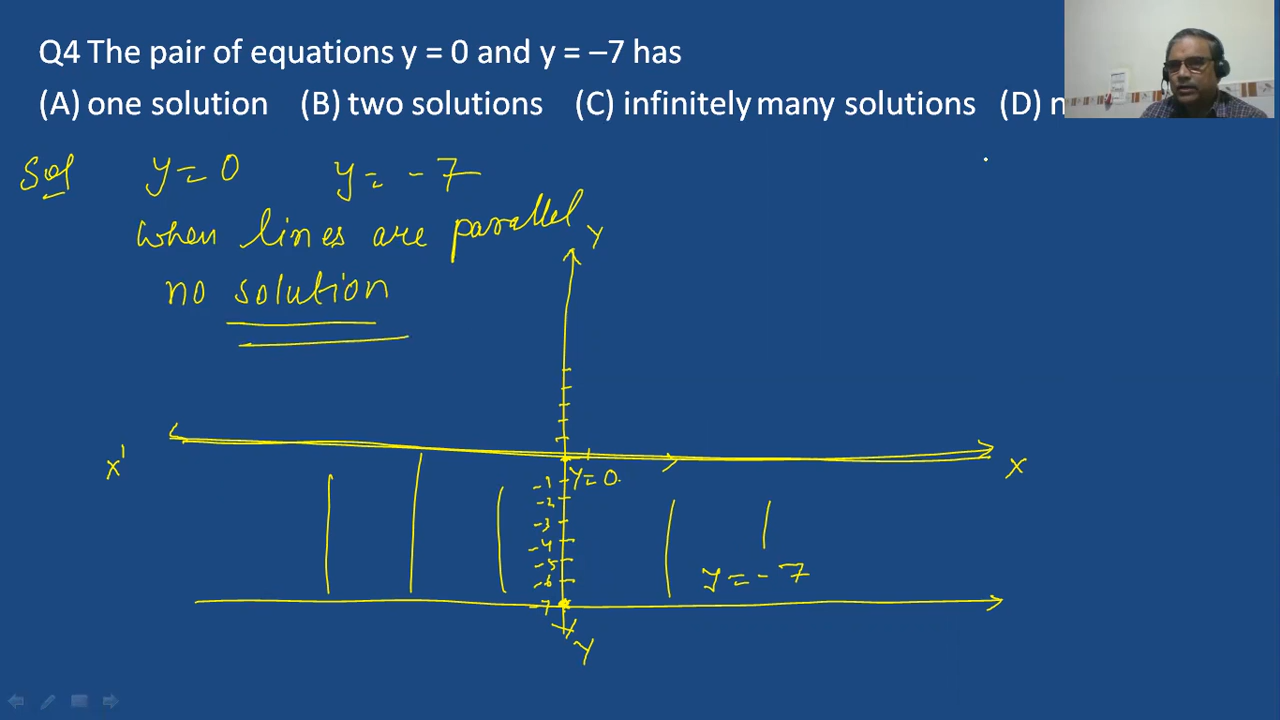 Q4 The pair of equations y = 0 and y = –7 has
(A) one solution (B) two solutions (C) infinitely many solutions (D)
Sol y = 0 y = - 7
when lines are parallel
no solution
Y
X' X
y = 0.
-1
-2
-3
-4
-5
-6
-7
y = - 7
Y